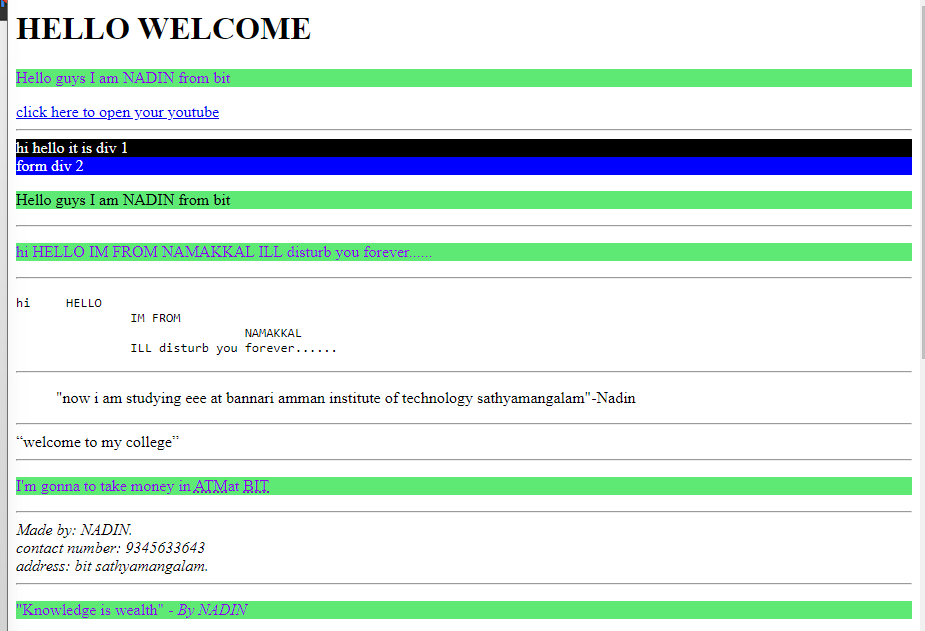 HELLO WELCOME
Hello guys I am NADIN from bit
click here to open your youtube
hi hello it is div 1
form div 2
Hello guys I am NADIN from bit
hi HELLO IM FROM NAMAKKAL ILL disturb you forever......
hi     HELLO
                IM FROM
                                NAMAKKAL
                ILL disturb you forever......
"now i am studying eee at bannari amman institute of technology sathyamangalam"-Nadin
“welcome to my college”
I'm gonna to take money in ATMat BIT
Made by: NADIN.
contact number: 9345633643
address: bit sathyamangalam.
"Knowledge is wealth" - By NADIN